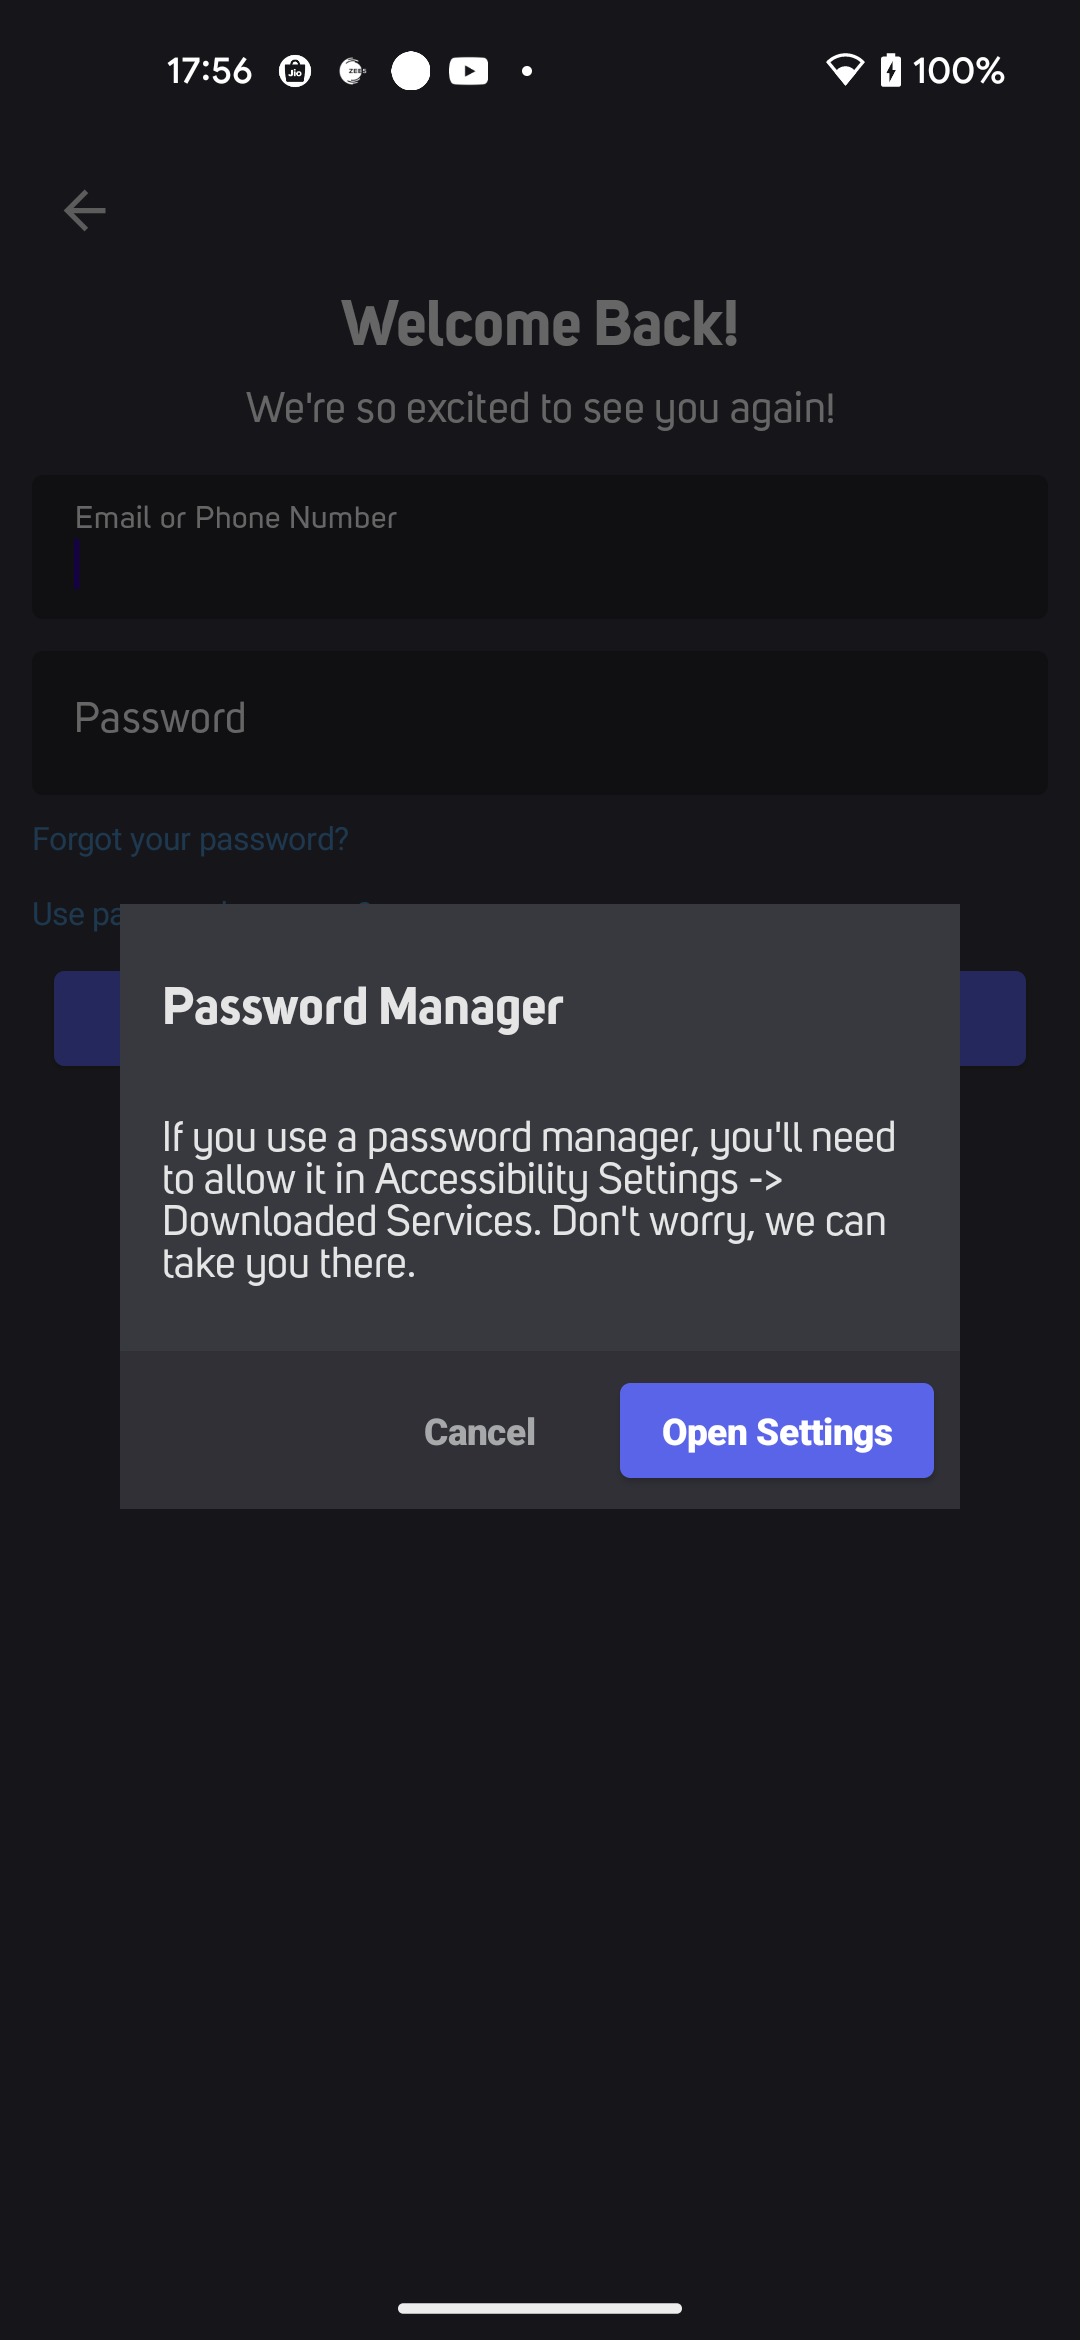 17:56
Jio
ZEE5
100%
Welcome Back!
We're so excited to see you again!
Email or Phone Number
Password
Forgot your password?
Use
Password Manager
If you use a password manager, you'll need
to allow it in Accessibility Settings ->
Downloaded Services. Don't worry, we can
take you there.
Cancel
Open Settings